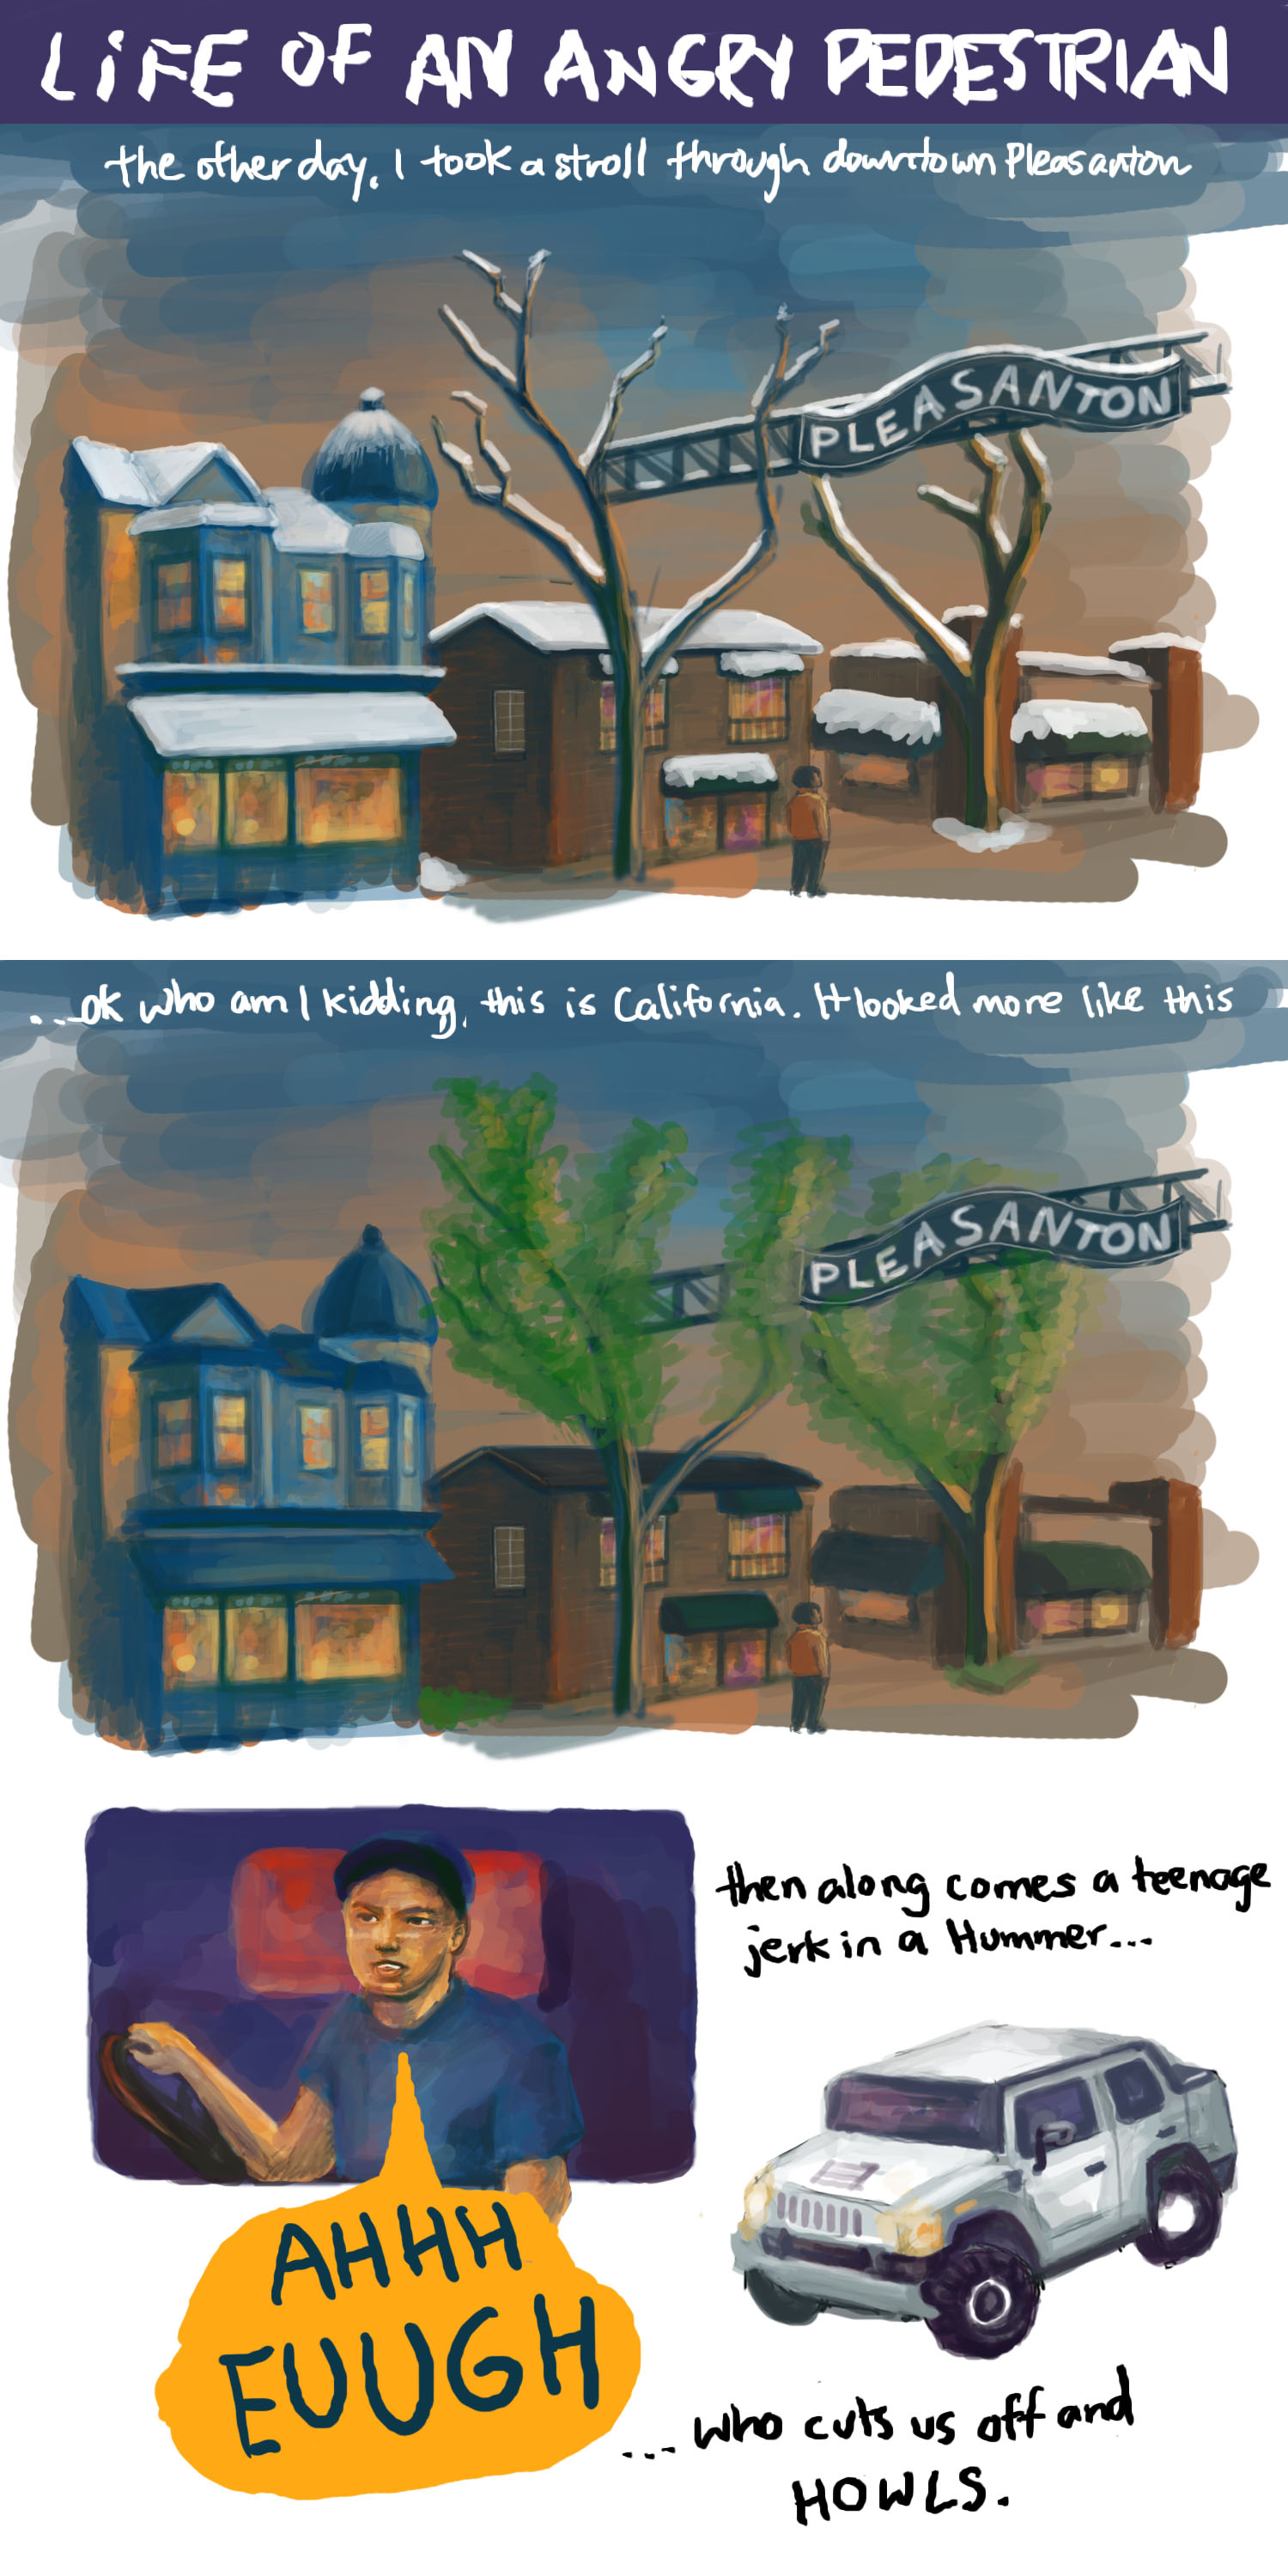 LiFE OF AN ANGRY PEDESTRIAN
the other day, I took a stroll through downtown Pleasanton
PLEASANTON
...ok who am I kidding, this is California. It looked more like this
PLEASANTON
then along comes a teenage
jerk in a Hummer...
AHHH
EUUGH
... who cuts us off and
HOWLS.